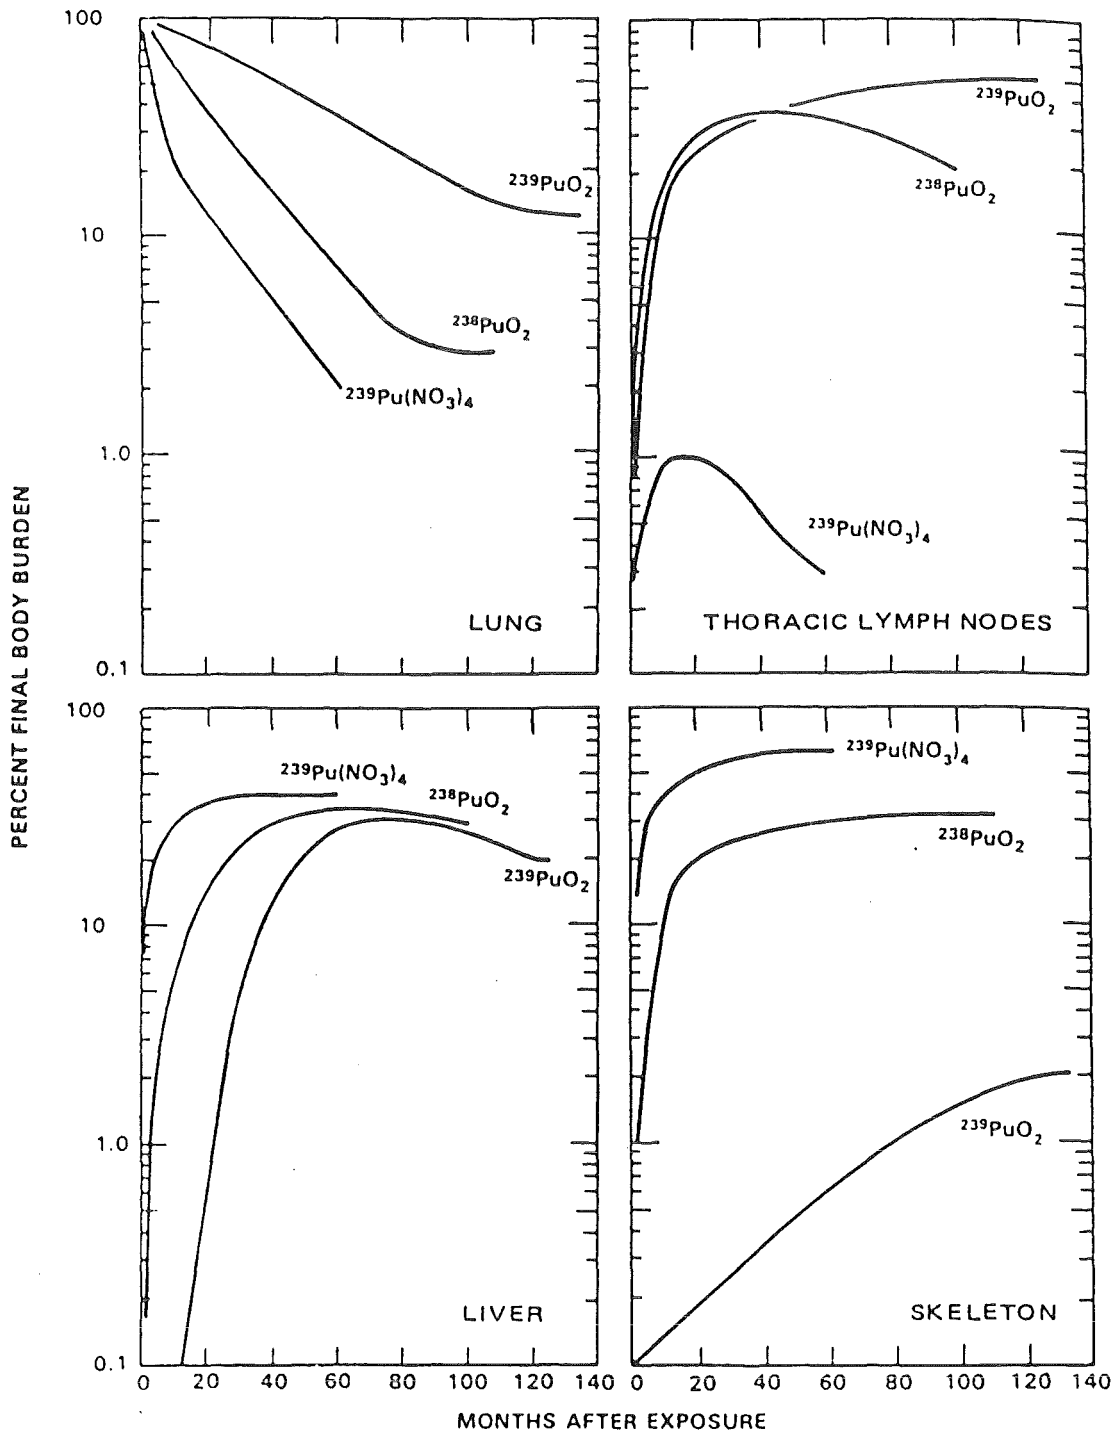 100
10
1.0
0.1
²³⁹PuO₂
²³⁸PuO₂
²³⁹Pu(NO₃)₄
LUNG
²³⁹PuO₂
²³⁸PuO₂
²³⁹Pu(NO₃)₄
THORACIC LYMPH NODES
PERCENT FINAL BODY BURDEN
100
10
1.0
0.1
²³⁹Pu(NO₃)₄
²³⁸PuO₂
²³⁹PuO₂
LIVER
0 20 40 60 80 100 120 140
²³⁹Pu(NO₃)₄
²³⁸PuO₂
²³⁹PuO₂
SKELETON
0 20 40 60 80 100 120 140
MONTHS AFTER EXPOSURE